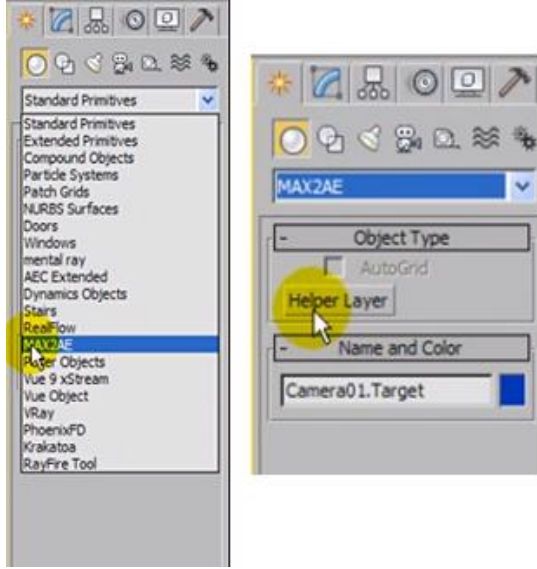 Standard Primitives
Standard Primitives
Extended Primitives
Compound Objects
Particle Systems
Patch Grids
NURBS Surfaces
Doors
Windows
mental ray
AEC Extended
Dynamics Objects
Stairs
RealFlow
MAX2AE
Player Objects
Vue 9 xStream
Vue Object
VRay
PhoenixFD
Krakatoa
RayFire Tool
MAX2AE
- Object Type
AutoGrid
Helper Layer
- Name and Color
Camera01.Target